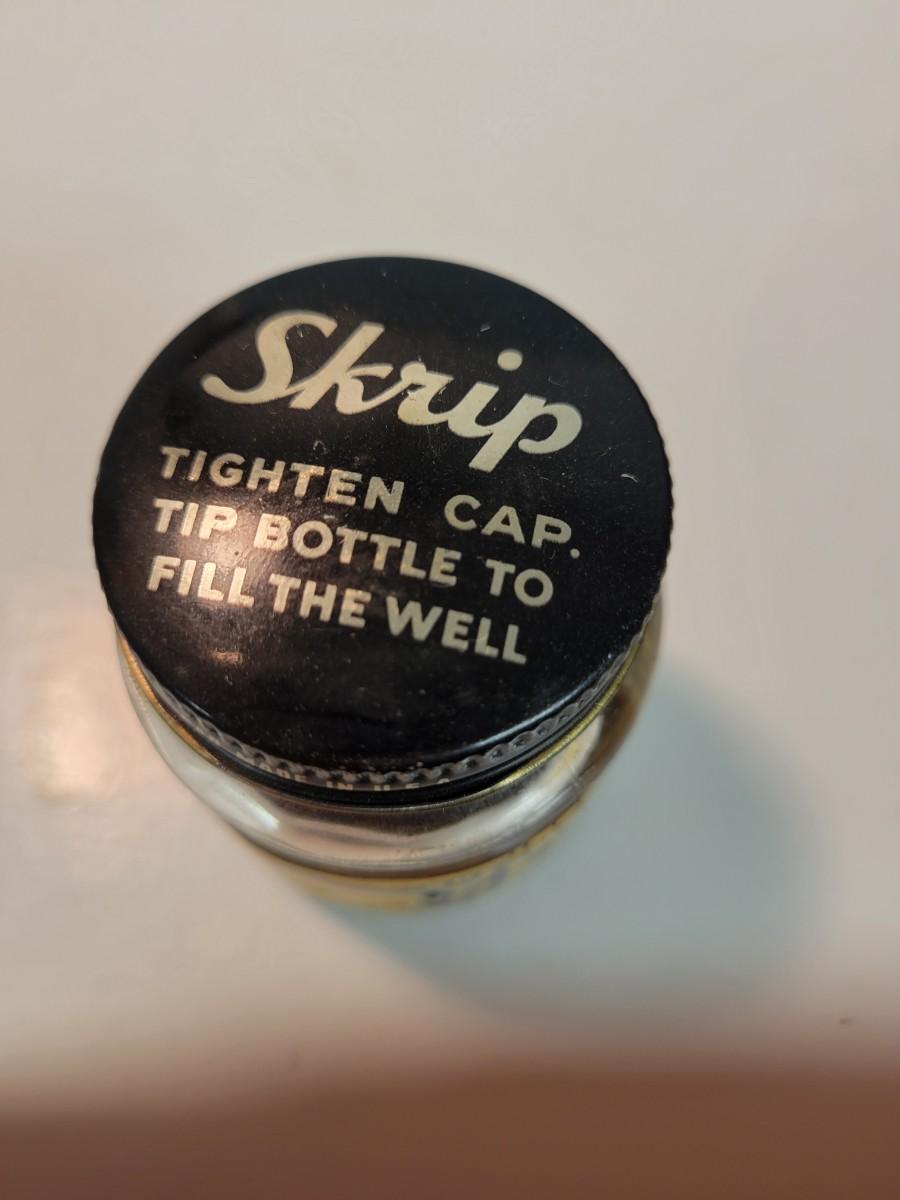 Skrip
TIGHTEN CAP.
TIP BOTTLE TO
FILL THE WELL